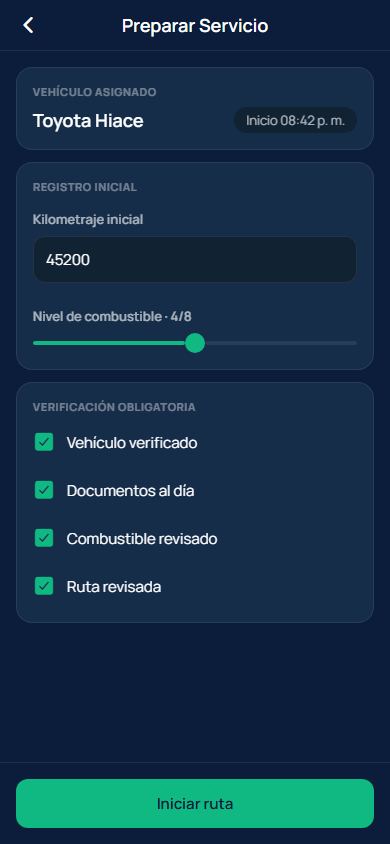 Preparar Servicio
VEHÍCULO ASIGNADO
Toyota Hiace
Inicio 08:42 p. m.
REGISTRO INICIAL
Kilometraje inicial
45200
Nivel de combustible · 4/8
VERIFICACIÓN OBLIGATORIA
Vehículo verificado
Documentos al día
Combustible revisado
Ruta revisada
Iniciar ruta